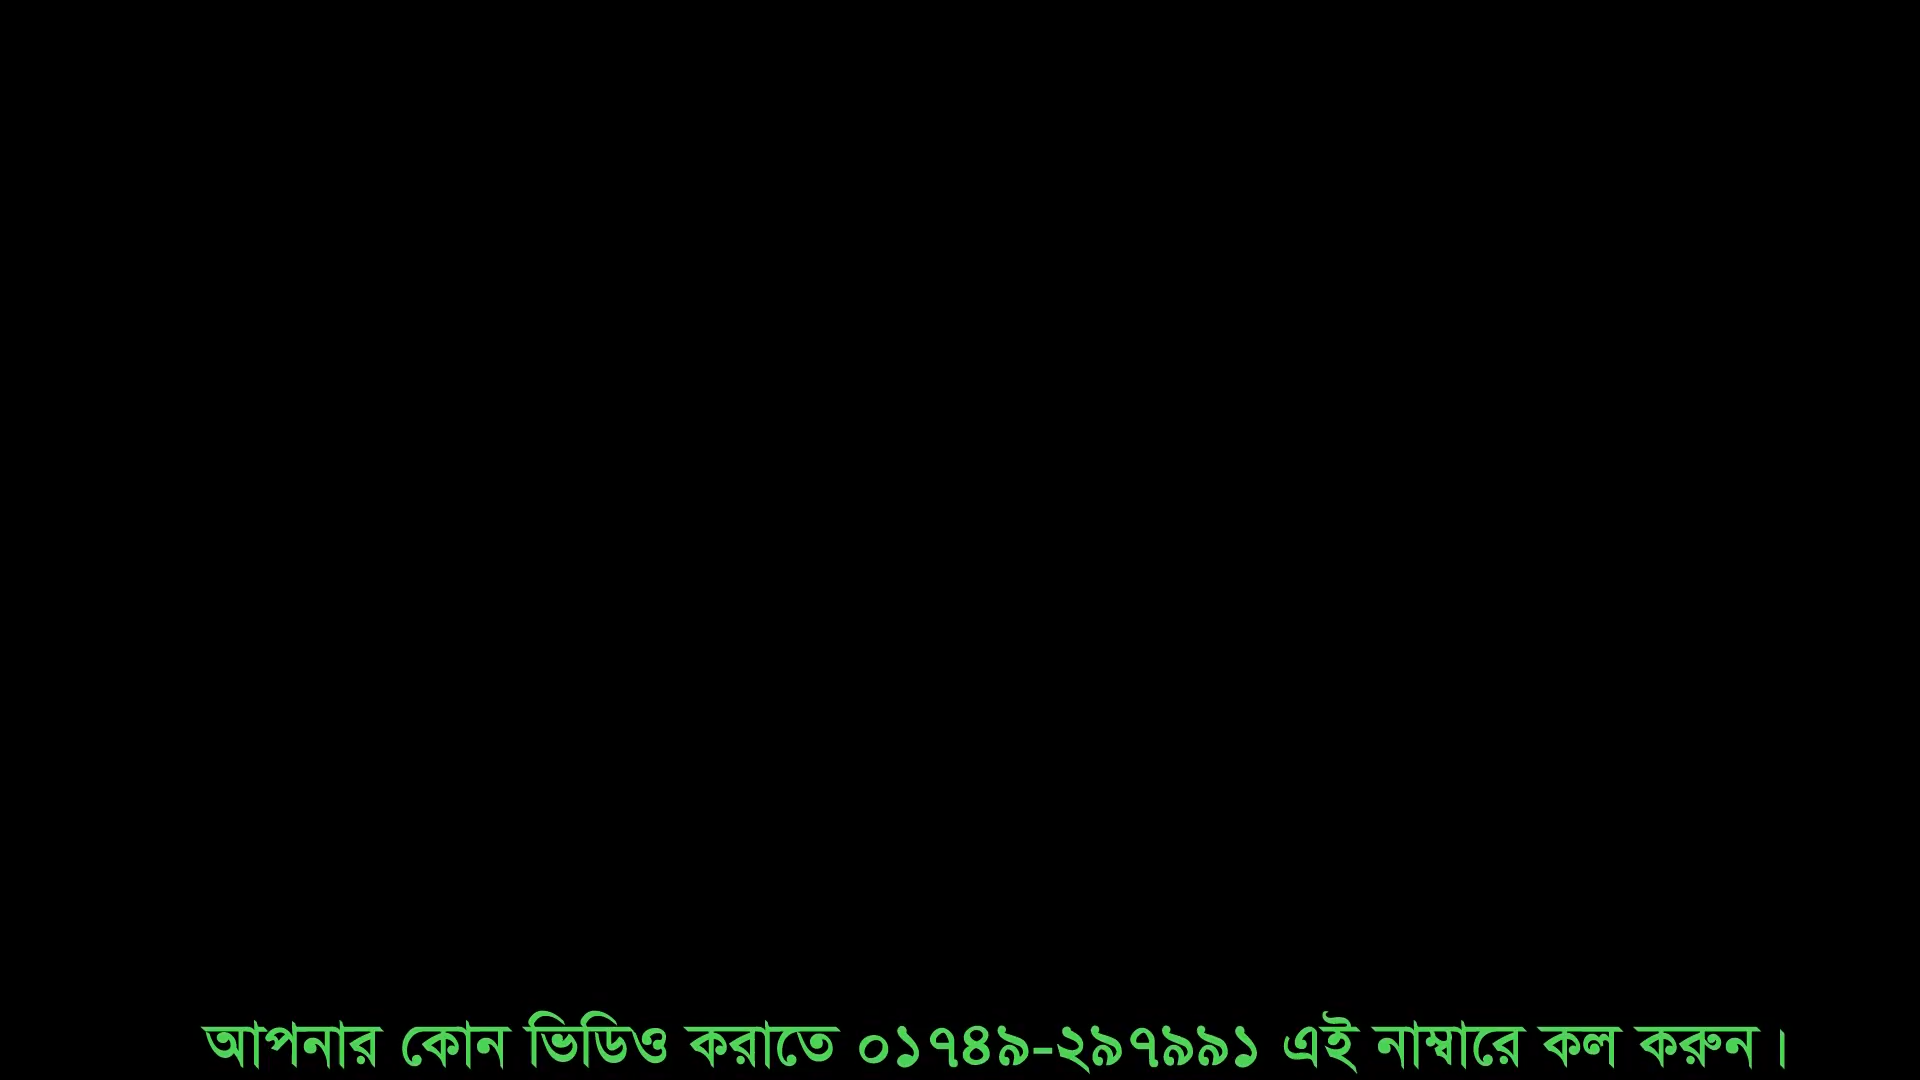 আপনার কোন ভিডিও করাতে ০১৭৪৯-২৯৭৯৯১ এই নাম্বারে কল করুন।